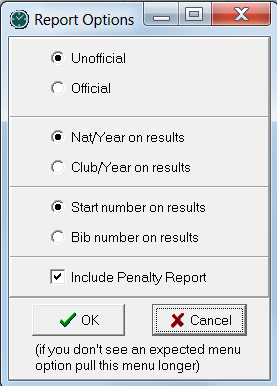 Report Options
Unofficial
Official
Nat/Year on results
Club/Year on results
Start number on results
Bib number on results
Include Penalty Report
OK
Cancel
(if you don't see an expected menu
option pull this menu longer)